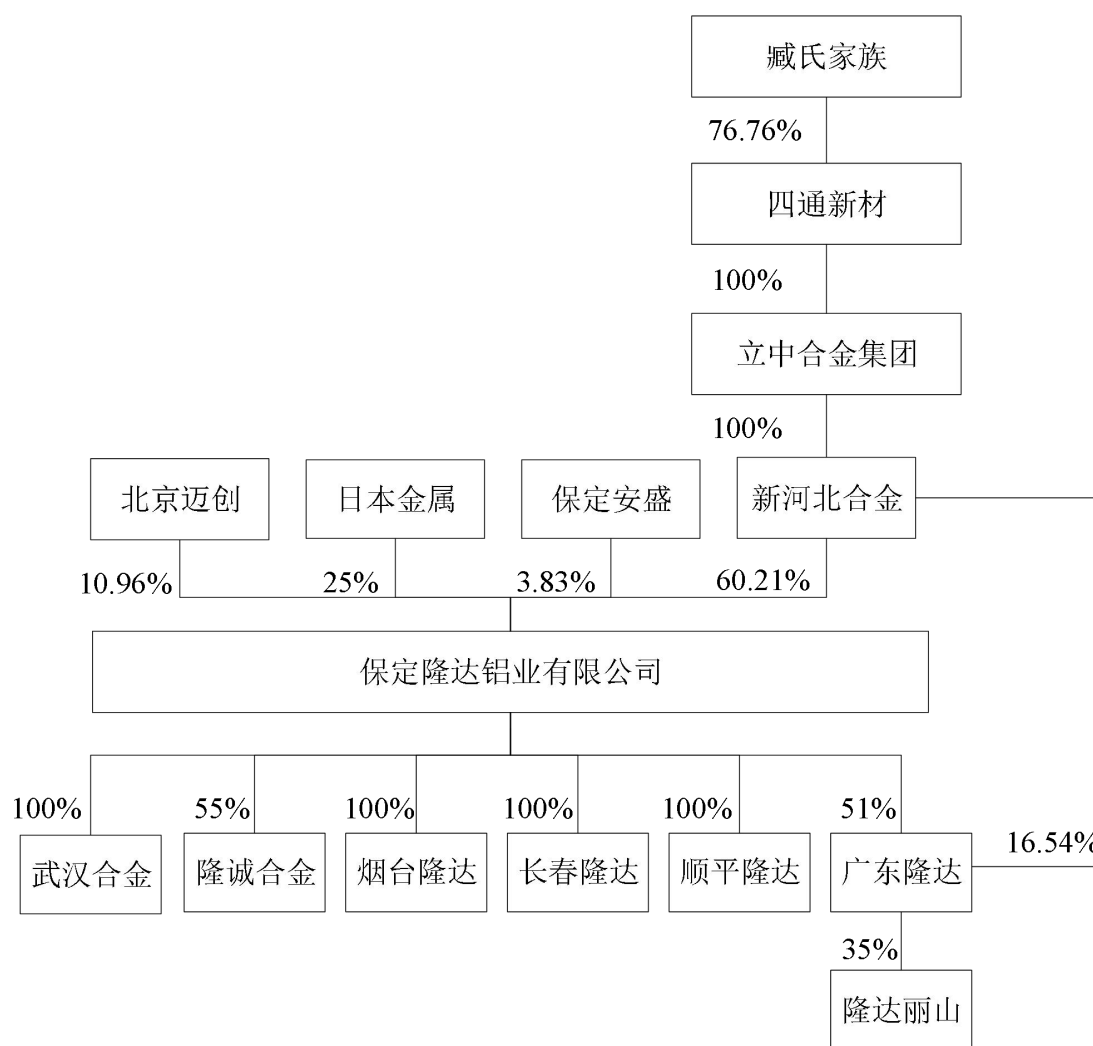 臧氏家族
76.76%
四通新材
100%
立中合金集团
100%
北京迈创
日本金属
保定安盛
新河北合金
10.96%
25%
3.83%
60.21%
保定隆达铝业有限公司
100%
55%
100%
100%
100%
51%
16.54%
武汉合金
隆诚合金
烟台隆达
长春隆达
顺平隆达
广东隆达
35%
隆达丽山